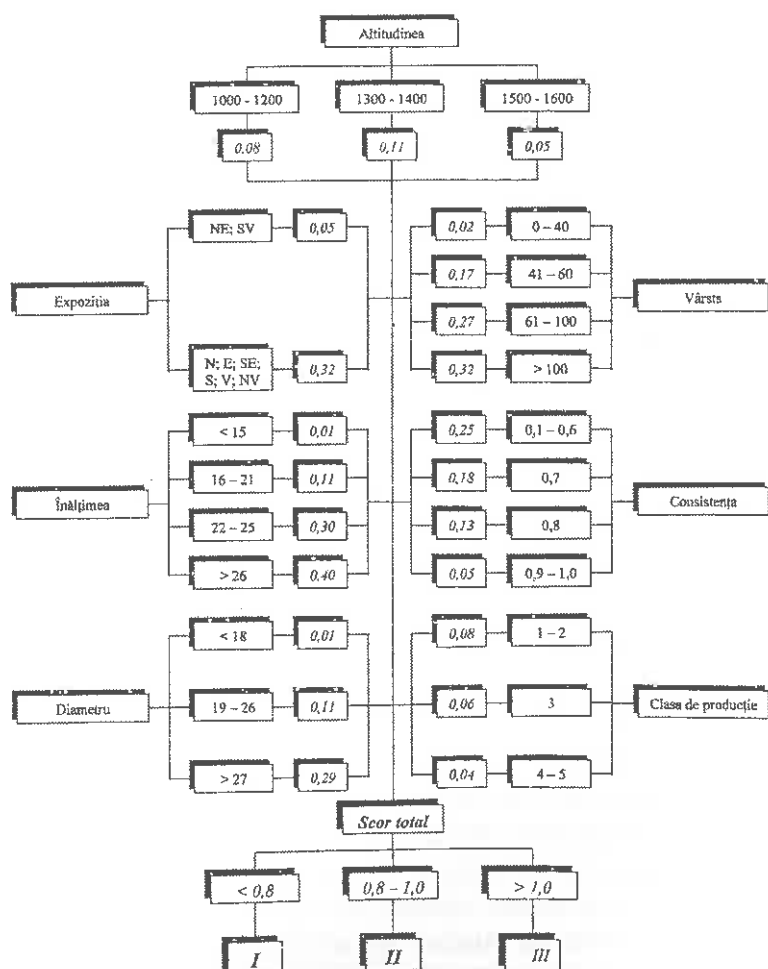 Altitudinea
1000 - 1200 1300 - 1400 1500 - 1600
0,08 0,11 0,05
NE; SV 0,05 0,02 0 – 40
0,17 41 – 60
Expoziția Vârsta
0,27 61 – 100
N; E; SE;
S; V; NV 0,32 0,32 > 100
< 15 0,01 0,25 0,1 – 0,6
16 – 21 0,11 0,18 0,7
Înălțimea Consistența
22 – 25 0,30 0,13 0,8
> 26 0,40 0,05 0,9 – 1,0
< 18 0,01 0,08 1 – 2
Diametru 19 – 26 0,11 0,06 3 Clasa de producție
> 27 0,29 0,04 4 – 5
Scor total
< 0,8 0,8 – 1,0 > 1,0
I II III